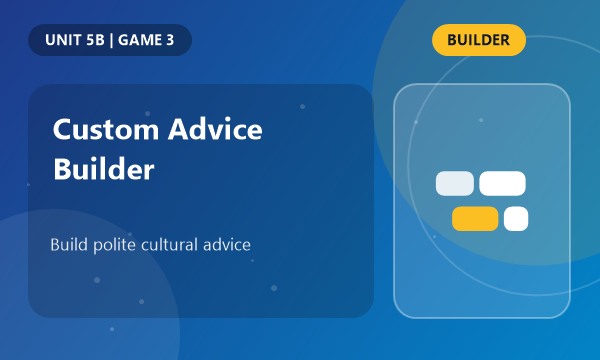 UNIT 5B | GAME 3
BUILDER
Custom Advice
Builder
Build polite cultural advice